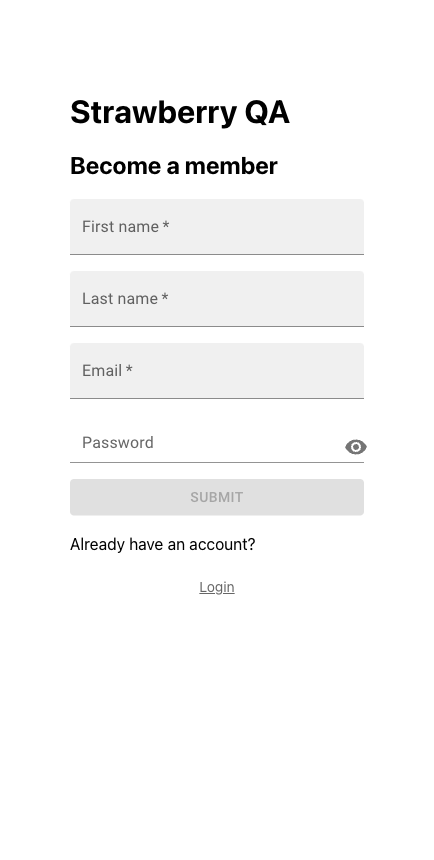 Strawberry QA
Become a member
First name *
Last name *
Email *
Password
SUBMIT
Already have an account?
Login